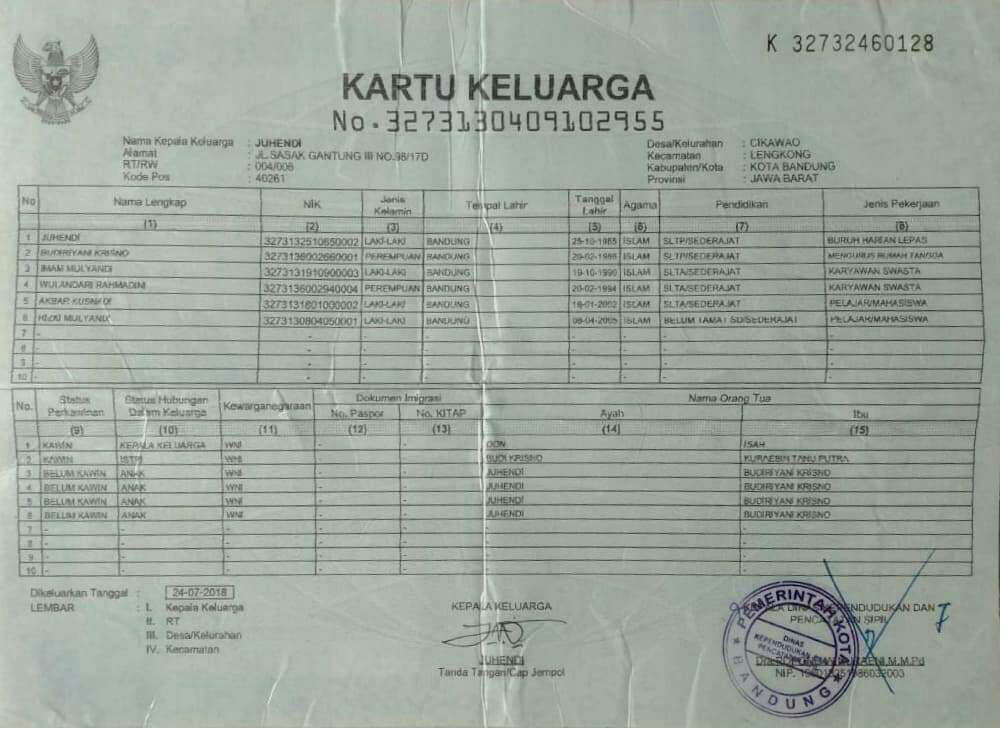 K 32732460128
KARTU KELUARGA
No.3273130409102955
Nama Kepala Keluarga : JUHENDI
Alamat : JL.SASAK GANTUNG III NO.98/17D
RT/RW : 004/006
Kode Pos : 40261
Desa/Kelurahan : CIKAWAO
Kecamatan : LENGKONG
Kabupaten/Kota : KOTA BANDUNG
Provinsi : JAWA BARAT
No Nama Lengkap NIK Jenis Kelamin Tempat Lahir Tanggal Lahir Agama Pendidikan Jenis Pekerjaan
(1) (2) (3) (4) (5) (6) (7) (8)
1 JUHENDI 3273132510650002 LAKI-LAKI BANDUNG 25-10-1965 ISLAM SLTP/SEDERAJAT BURUH HARIAN LEPAS
2 BUDIRIYANI KRISNO 3273136002660001 PEREMPUAN BANDUNG 20-02-1966 ISLAM SLTP/SEDERAJAT MENGURUS RUMAH TANGGA
3 IMAM MULYANDI 3273131910900003 LAKI-LAKI BANDUNG 19-10-1990 ISLAM SLTA/SEDERAJAT KARYAWAN SWASTA
4 WULANDARI RAHMADINI 3273136002940004 PEREMPUAN BANDUNG 20-02-1994 ISLAM SLTA/SEDERAJAT KARYAWAN SWASTA
5 AKBAR KUSNADI 3273131601000002 LAKI-LAKI BANDUNG ISLAM SLTA/SEDERAJAT PELAJAR/MAHASISWA
6 MULYANDI 3273130804050001 LAKI-LAKI BANDUNG 08-04-2005 ISLAM BELUM TAMAT SD/SEDERAJAT PELAJAR/MAHASISWA
7 - - - - - - - -
8 - - - - - - - -
9 - - - - - - - -
10 - - - - - - - -
No. Status Perkawinan Status Hubungan Dalam Keluarga Kewarganegaraan Dokumen Imigrasi Nama Orang Tua
No. Paspor No. KITAP Ayah Ibu
(9) (10) (11) (12) (13) (14) (15)
1 KAWIN KEPALA KELUARGA WNI - - ISAH
2 KAWIN ISTRI WNI - - BUDI KRISNO TANU PUTRA
3 BELUM KAWIN ANAK WNI - - JUHENDI BUDIRIYANI KRISNO
4 BELUM KAWIN ANAK WNI - - JUHENDI BUDIRIYANI KRISNO
5 BELUM KAWIN ANAK WNI - - JUHENDI BUDIRIYANI KRISNO
6 BELUM KAWIN ANAK WNI - - JUHENDI BUDIRIYANI KRISNO
7 - - - - - - -
8 - - - - - - -
9 - - - - - - -
10 - - - - - - -
Dikeluarkan Tanggal : 24-07-2018
LEMBAR : I. Kepala Keluarga
II. RT
III. Desa/Kelurahan
IV. Kecamatan
KEPALA KELUARGA
JUHENDI
Tanda Tangan/Cap Jempol
KEPALA DINAS KEPENDUDUKAN DAN
PENCATATAN SIPIL
M.M.Pd
NIP.
PEMERINTAH KOTA
DINAS
KEPENDUDUKAN DAN
PENCATATAN
BANDUNG